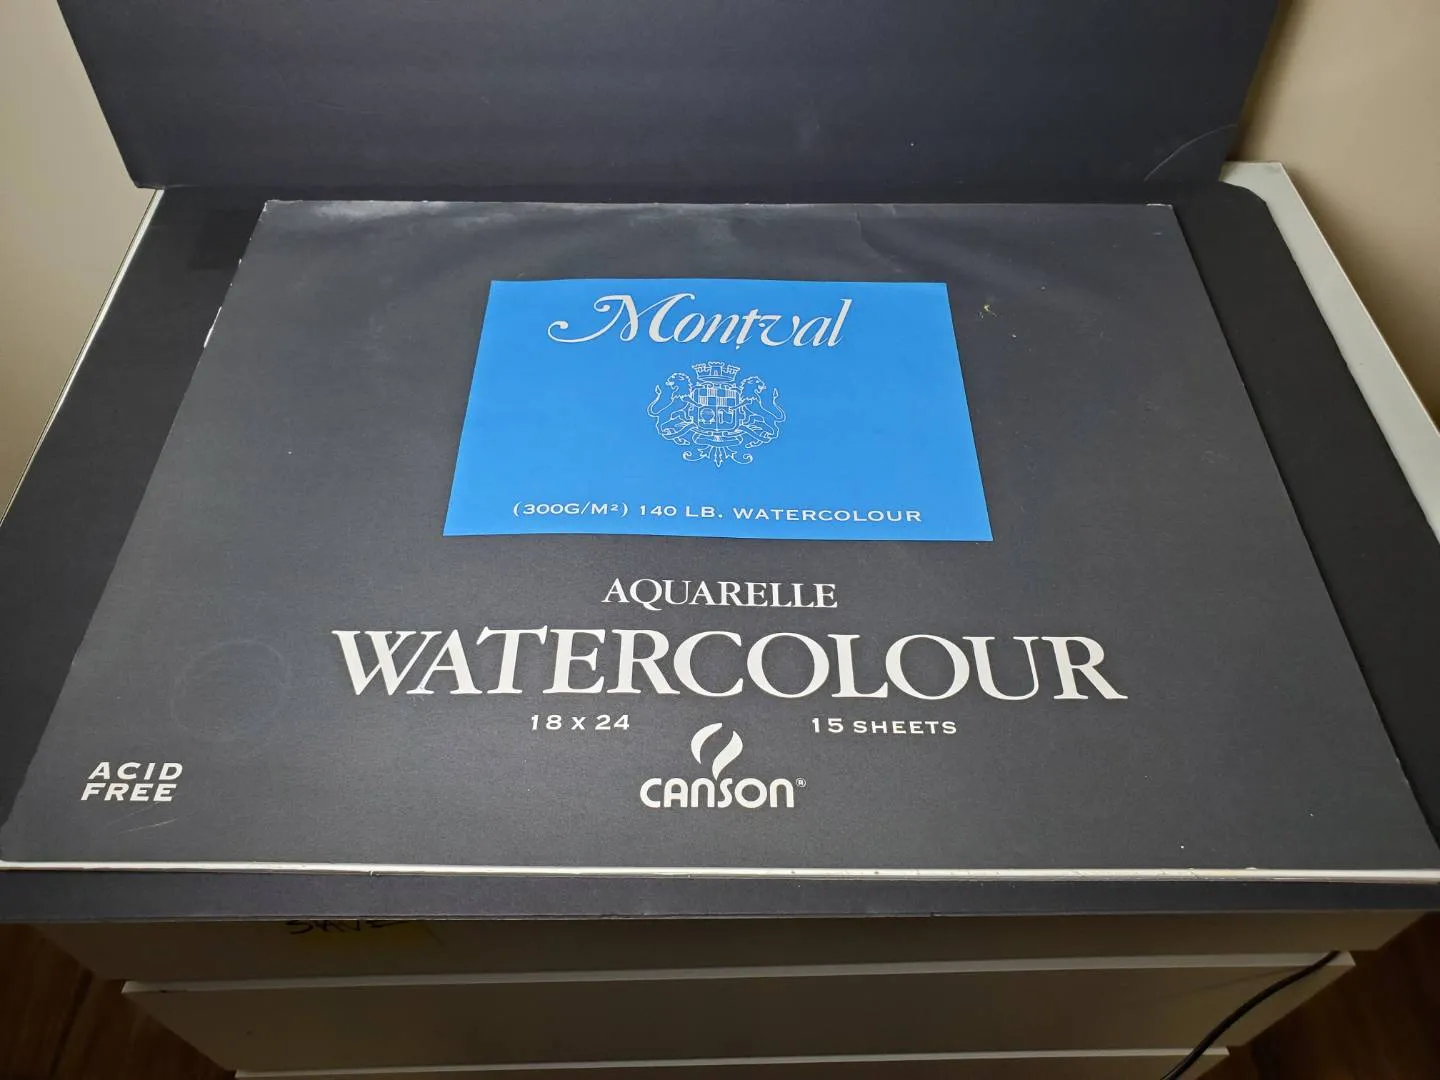 Montval
(300G/M²) 140 LB. WATERCOLOUR
AQUARELLE
WATERCOLOUR
18 X 24
15 SHEETS
ACID
FREE
CANSON®